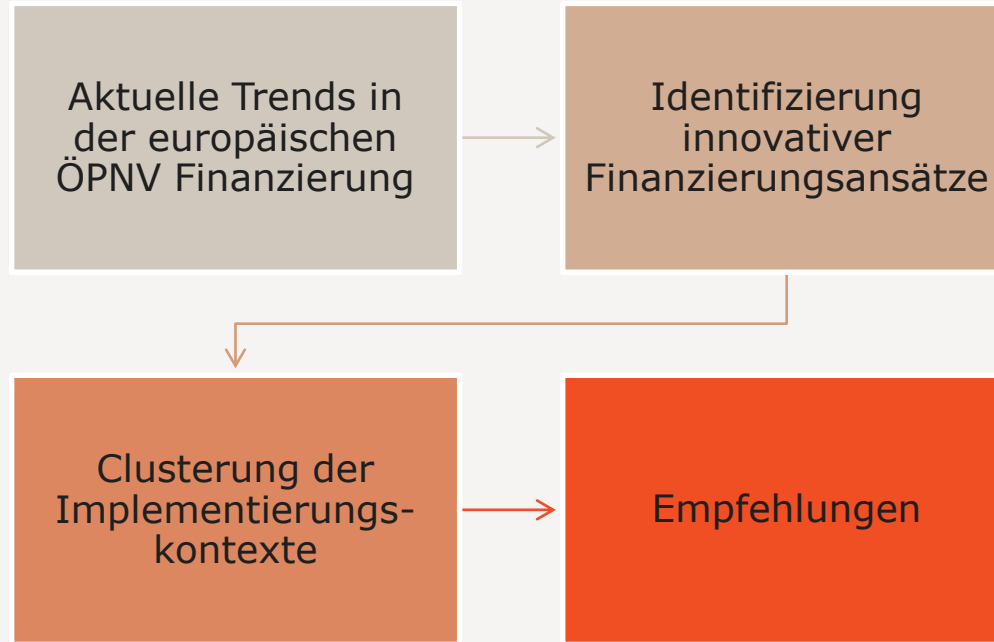 Aktuelle Trends in
der europäischen
ÖPNV Finanzierung
Identifizierung
innovativer
Finanzierungsansätze
Clusterung der
Implementierungs-
kontexte
Empfehlungen